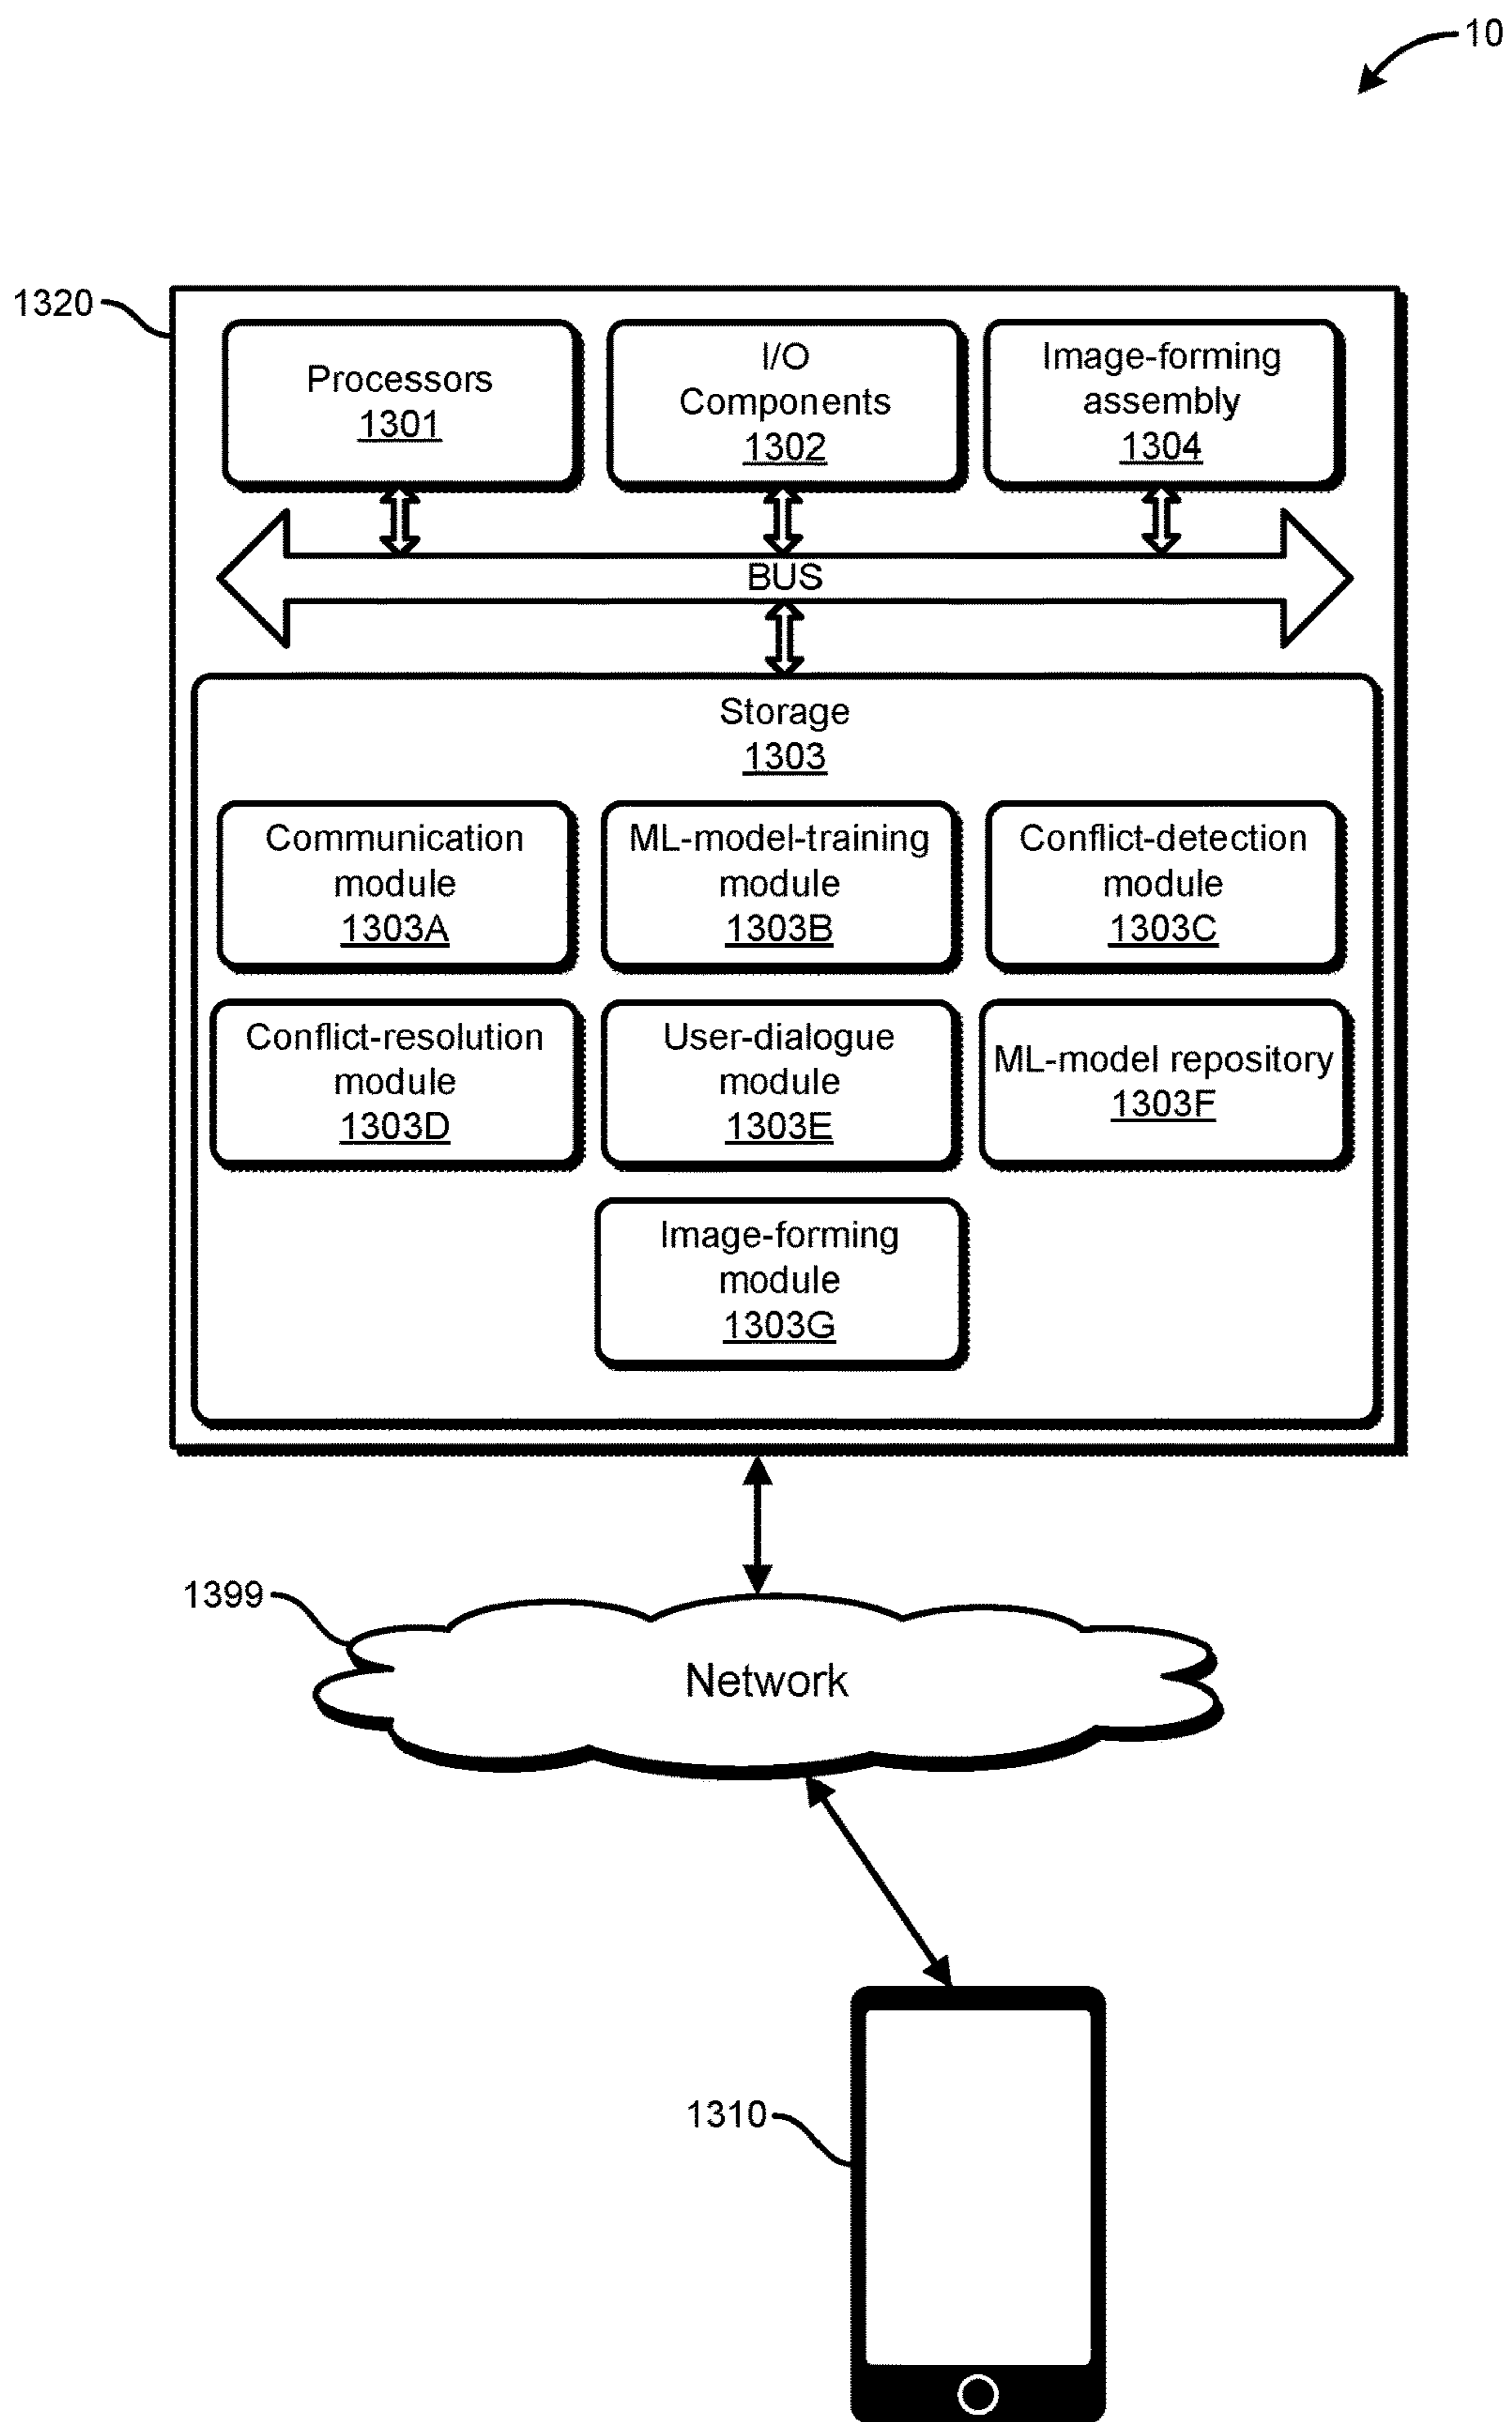 10
1320
Processors
1301
I/O
Components
1302
Image-forming
assembly
1304
BUS
Storage
1303
Communication
module
1303A
ML-model-training
module
1303B
Conflict-detection
module
1303C
Conflict-resolution
module
1303D
User-dialogue
module
1303E
ML-model repository
1303F
Image-forming
module
1303G
1399
Network
1310